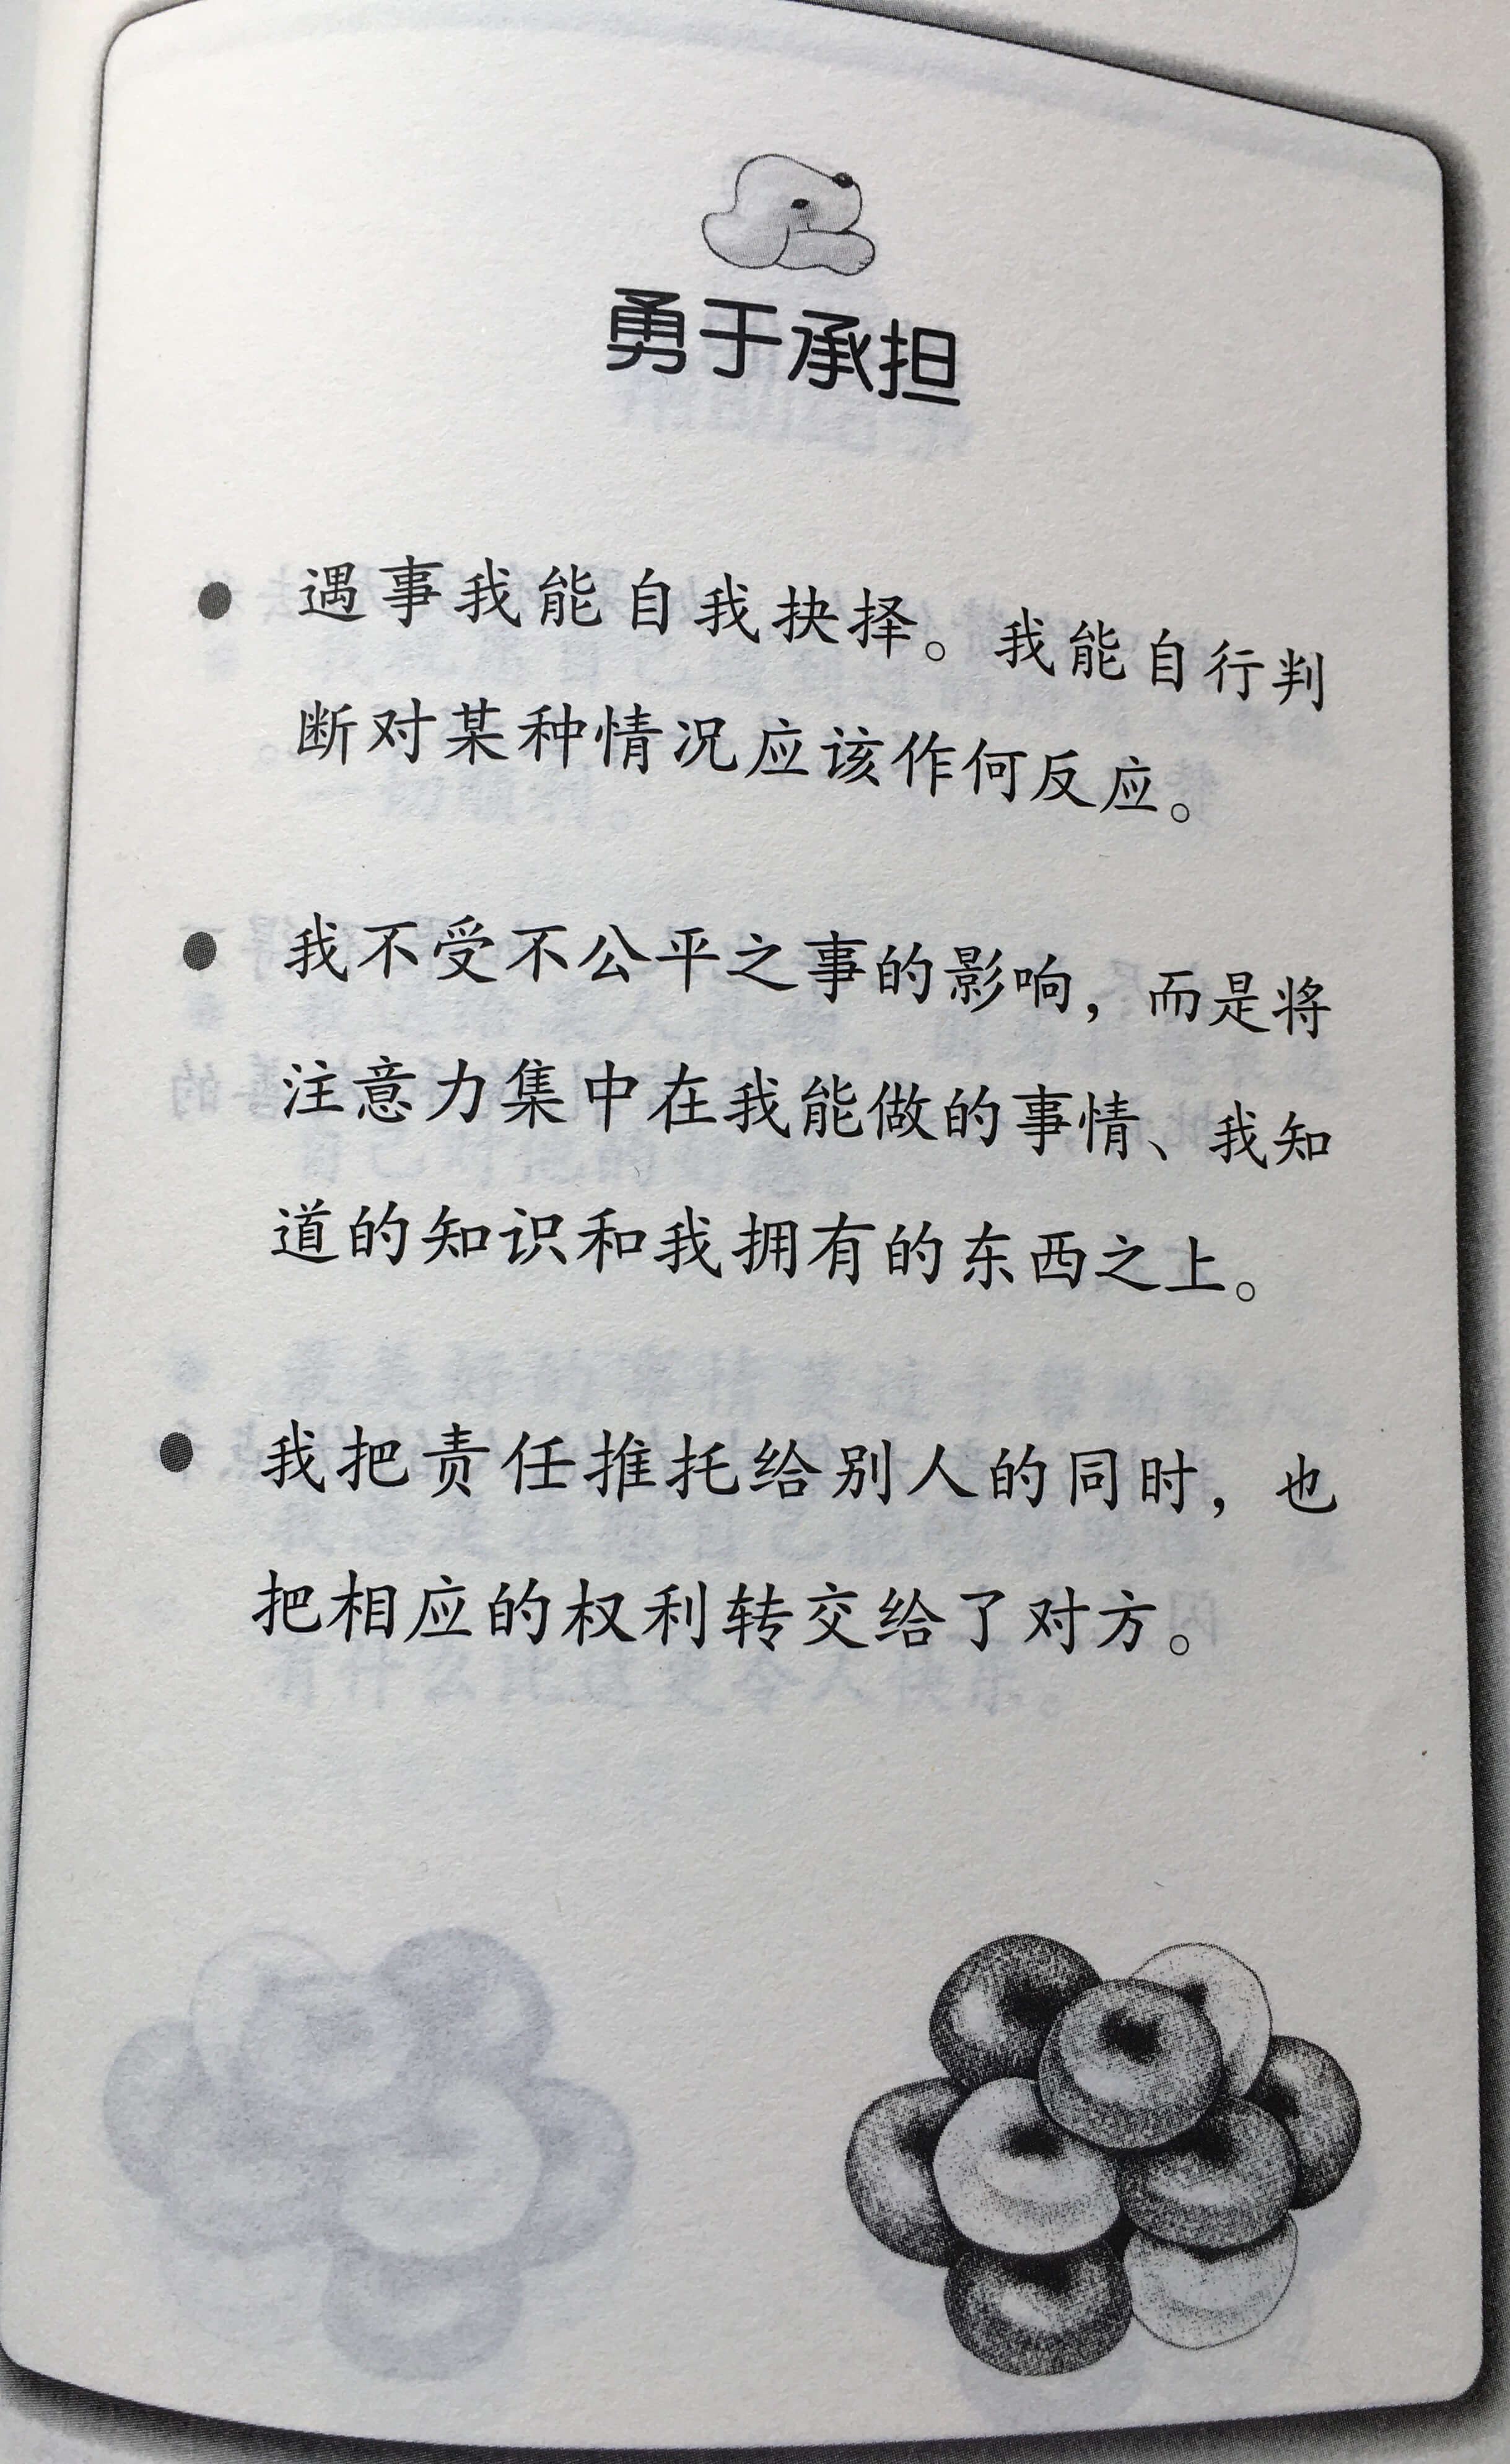 勇于承担
遇事我能自我抉择。我能自行判
断对某种情况应该作何反应。
我不受不公平之事的影响，而是将
注意力集中在我能做的事情、我知
道的知识和我拥有的东西之上。
我把责任推托给别人的同时，也
把相应的权利转交给了对方。